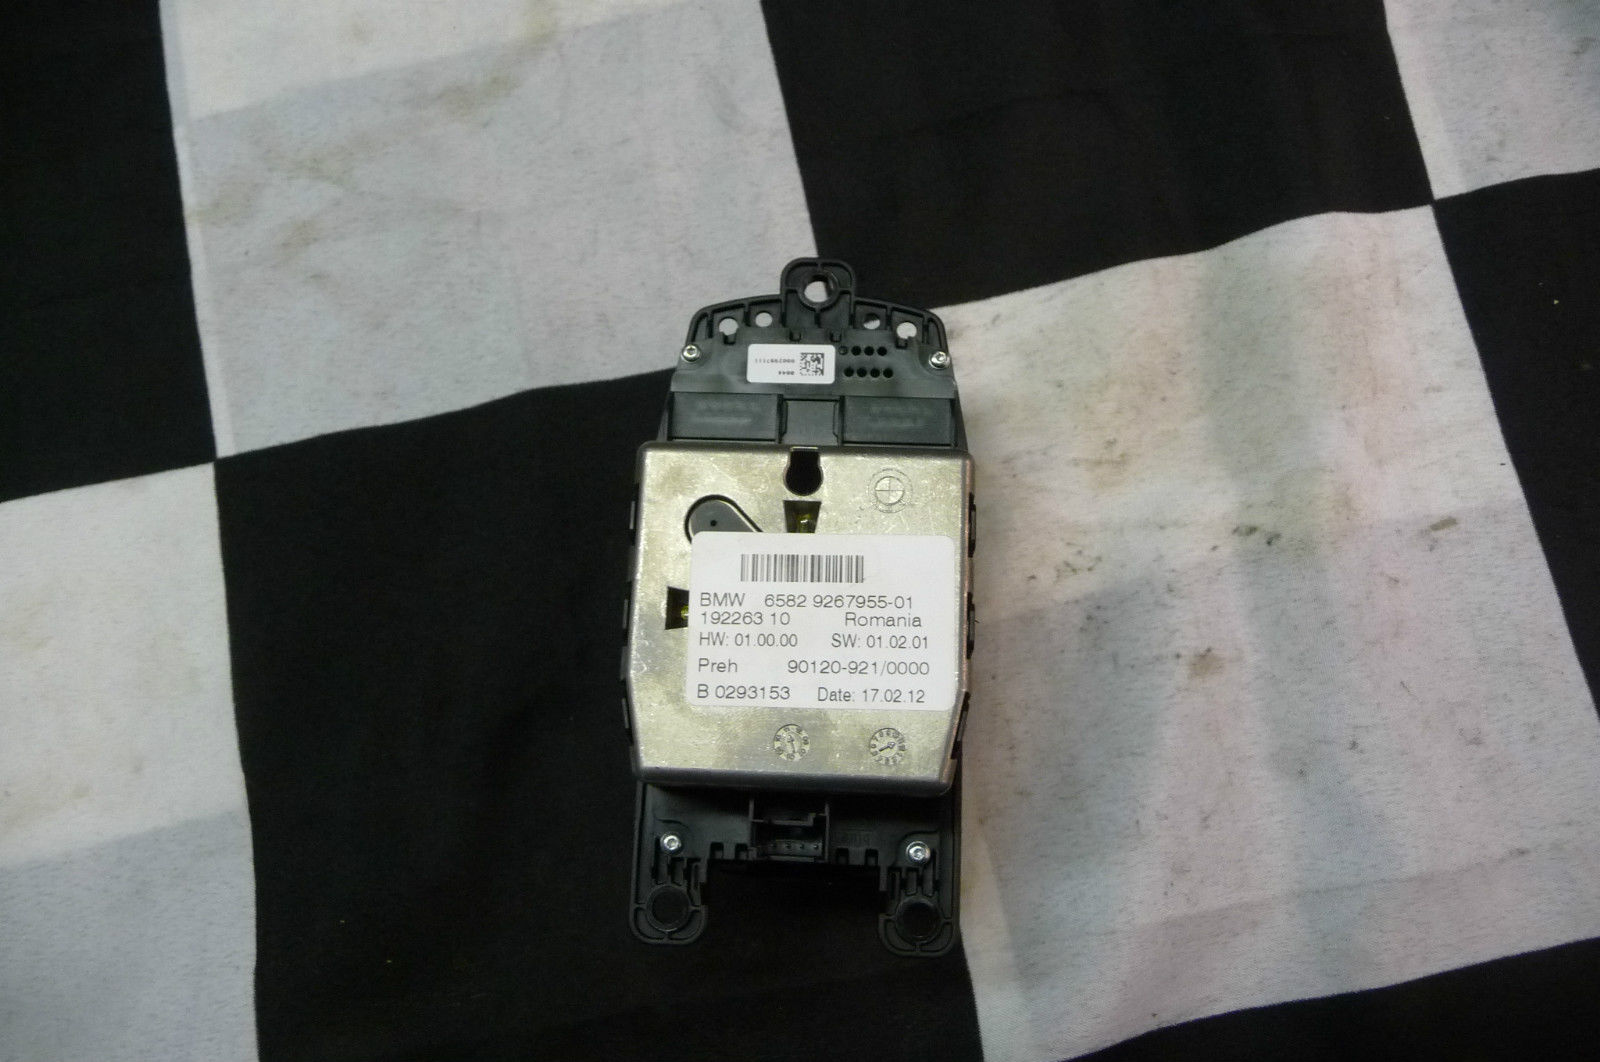 BMW 6582 9267955-01
192263 10 Romania
HW: 01.00.00 SW: 01.02.01
Preh 90120-921/0000
B 0293153 Date: 17.02.12